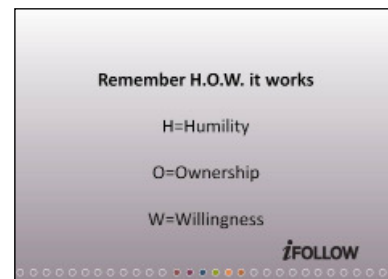 Remember H.O.W. it works
H=Humility
O=Ownership
W=Willingness
iFOLLOW